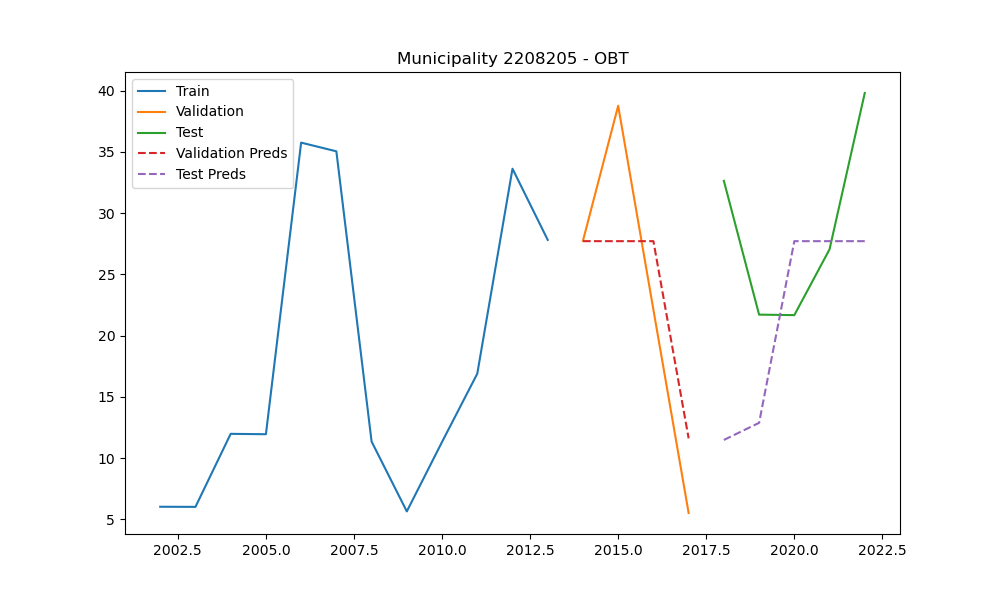 Municipality 2208205 - OBT
Train
Validation
Test
Validation Preds
Test Preds
40
35
30
25
20
15
10
5
2002.5 2005.0 2007.5 2010.0 2012.5 2015.0 2017.5 2020.0 2022.5